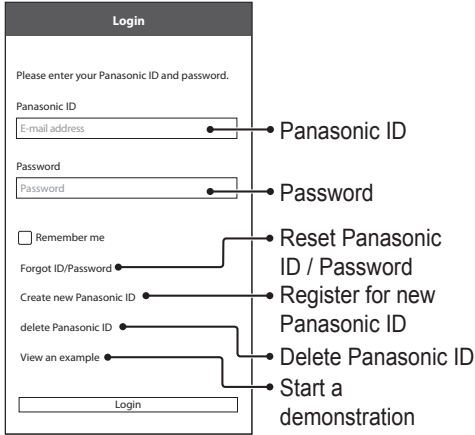 Login
Please enter your Panasonic ID and password.
Panasonic ID
E-mail address
Panasonic ID
Password
Password
Password
Remember me
Reset Panasonic
ID / Password
Forgot ID/Password
Create new Panasonic ID
Register for new
Panasonic ID
delete Panasonic ID
Delete Panasonic ID
View an example
Start a
demonstration
Login